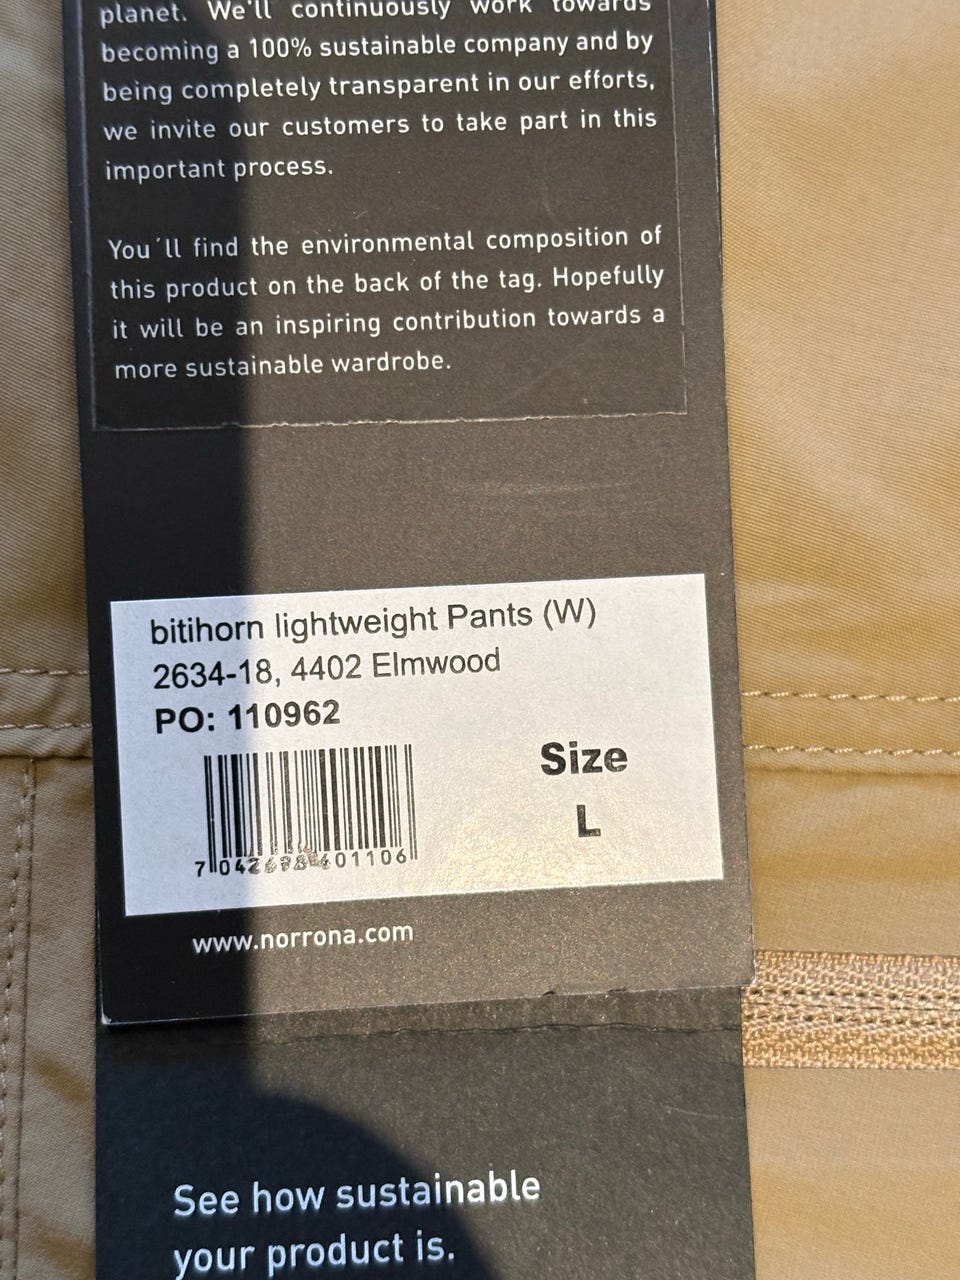 planet. We'll continuously work towards
becoming a 100% sustainable company and by
being completely transparent in our efforts,
we invite our customers to take part in this
important process.
You´ll find the environmental composition of
this product on the back of the tag. Hopefully
it will be an inspiring contribution towards a
more sustainable wardrobe.
bitihorn lightweight Pants (W)
2634-18, 4402 Elmwood
PO: 110962
Size
L
www.norrona.com
See how sustainable
your product is.